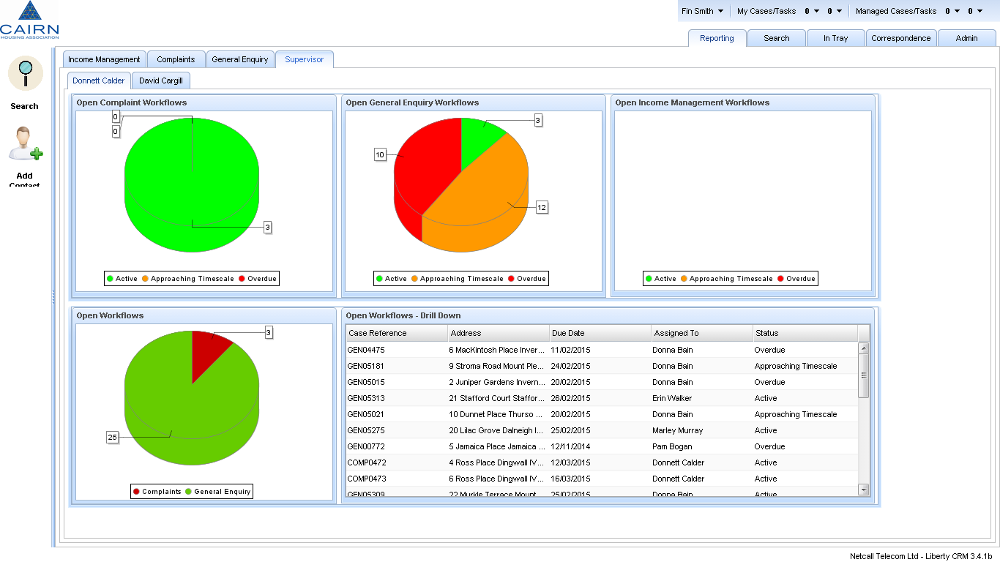 CAIRN
HOUSING ASSOCIATION
Fin Smith My Cases/Tasks 0 0 Managed Cases/Tasks 0 0
Reporting Search In Tray Correspondence Admin
Search
Add
Contact
Income Management Complaints General Enquiry Supervisor
Donnett Calder David Cargill
Open Complaint Workflows
0
0
3
Active Approaching Timescale Overdue
Open General Enquiry Workflows
3
10
12
Active Approaching Timescale Overdue
Open Income Management Workflows
Active Approaching Timescale Overdue
Open Workflows
3
25
Complaints General Enquiry
Open Workflows - Drill Down
Case Reference Address Due Date Assigned To Status
GEN04475 6 MacKintosh Place Inver... 11/02/2015 Donna Bain Overdue
GEN05181 9 Stroma Road Mount Ple... 24/02/2015 Donna Bain Approaching Timescale
GEN05015 2 Juniper Gardens Invern... 20/02/2015 Donna Bain Overdue
GEN05313 21 Stafford Court Staffor... 26/02/2015 Erin Walker Active
GEN05021 10 Dunnet Place Thurso ... 20/02/2015 Donna Bain Approaching Timescale
GEN05275 20 Lilac Grove Dalneigh I... 25/02/2015 Marley Murray Active
GEN00772 5 Jamaica Place Jamaica ... 12/11/2014 Pam Bogan Overdue
COMP0472 4 Ross Place Dingwall IV... 12/03/2015 Donnett Calder Active
COMP0473 6 Ross Place Dingwall IV... 16/03/2015 Donnett Calder Active
GEN05309 22 Murkle Terrace Mount 25/02/2015 Donna Bain Active
Netcall Telecom Ltd - Liberty CRM 3.4.1b